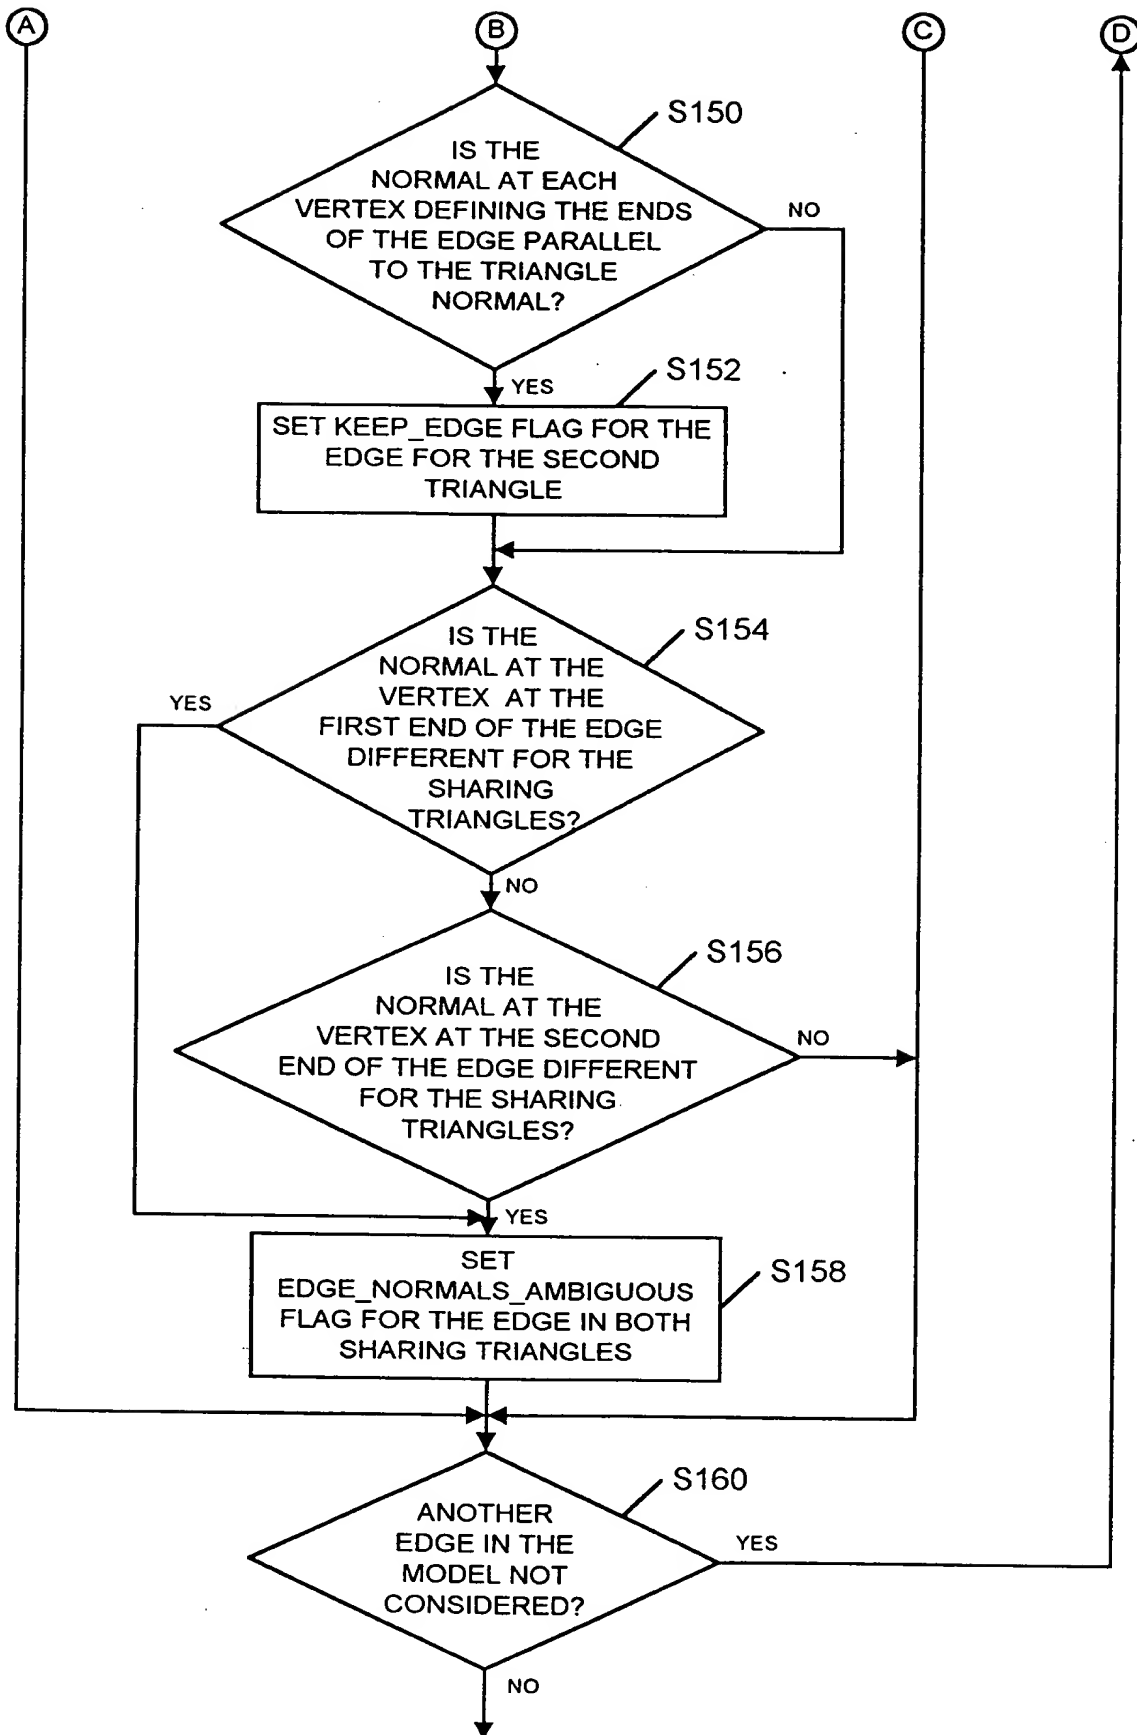 A
B
C
D
S150
IS THE
NORMAL AT EACH
VERTEX DEFINING THE ENDS
OF THE EDGE PARALLEL
TO THE TRIANGLE
NORMAL?
NO
YES
S152
SET KEEP_EDGE FLAG FOR THE
EDGE FOR THE SECOND
TRIANGLE
S154
IS THE
NORMAL AT THE
VERTEX AT THE
FIRST END OF THE EDGE
DIFFERENT FOR THE
SHARING
TRIANGLES?
YES
NO
S156
IS THE
NORMAL AT THE
VERTEX AT THE SECOND
END OF THE EDGE DIFFERENT
FOR THE SHARING
TRIANGLES?
NO
YES
S158
SET
EDGE_NORMALS_AMBIGUOUS
FLAG FOR THE EDGE IN BOTH
SHARING TRIANGLES
S160
ANOTHER
EDGE IN THE
MODEL NOT
CONSIDERED?
YES
NO